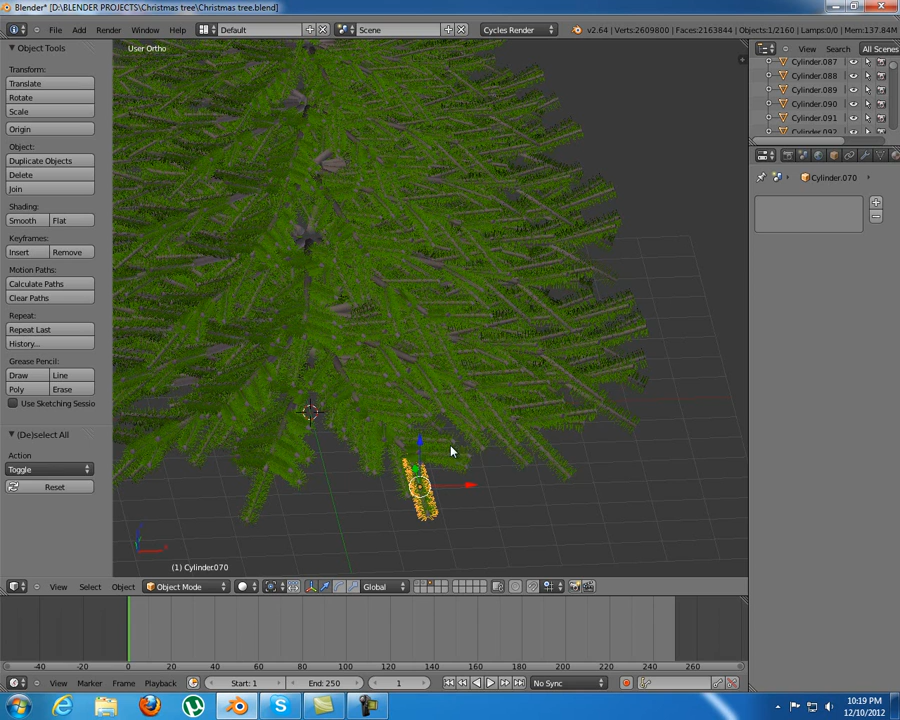 Blender* [D:\BLENDER PROJECTS\Christmas tree\Christmas tree.blend]
File Add Render Window Help Default Scene Cycles Render v2.64 | Verts:2609800 | Faces:2163844 | Objects:1/2160 | Lamps:0/0 | Mem:137.84M
Object Tools
Transform:
Translate
Rotate
Scale
Origin
Object:
Duplicate Objects
Delete
Join
Shading:
Smooth Flat
Keyframes:
Insert Remove
Motion Paths:
Calculate Paths
Clear Paths
Repeat:
Repeat Last
History...
Grease Pencil:
Draw Line
Poly Erase
Use Sketching Sessio
(De)select All
Action
Toggle
Reset
User Ortho
(1) Cylinder.070
View Search All Scenes
Cylinder.087
Cylinder.088
Cylinder.089
Cylinder.090
Cylinder.091
Cylinder.092
Cylinder.070
View Select Object Object Mode Global
-40 -20 0 20 40 60 80 100 120 140 160 180 200 220 240 260
View Marker Frame Playback Start: 1 End: 250 1 No Sync
10:19 PM
12/10/2012